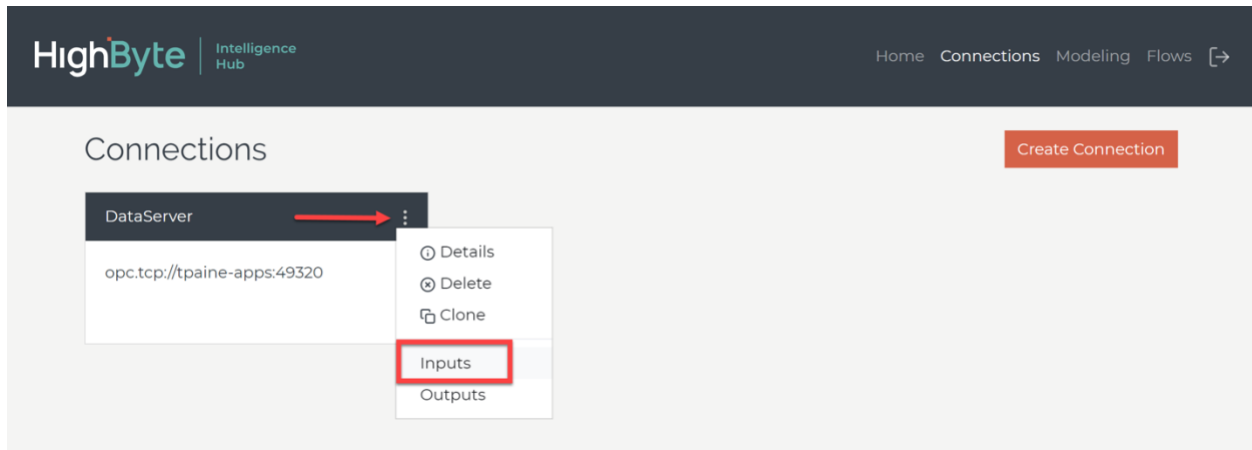 HighByte
Intelligence
Hub
Home Connections Modeling Flows
Connections
Create Connection
DataServer
opc.tcp://tpaine-apps:49320
Details
Delete
Clone
Inputs
Outputs